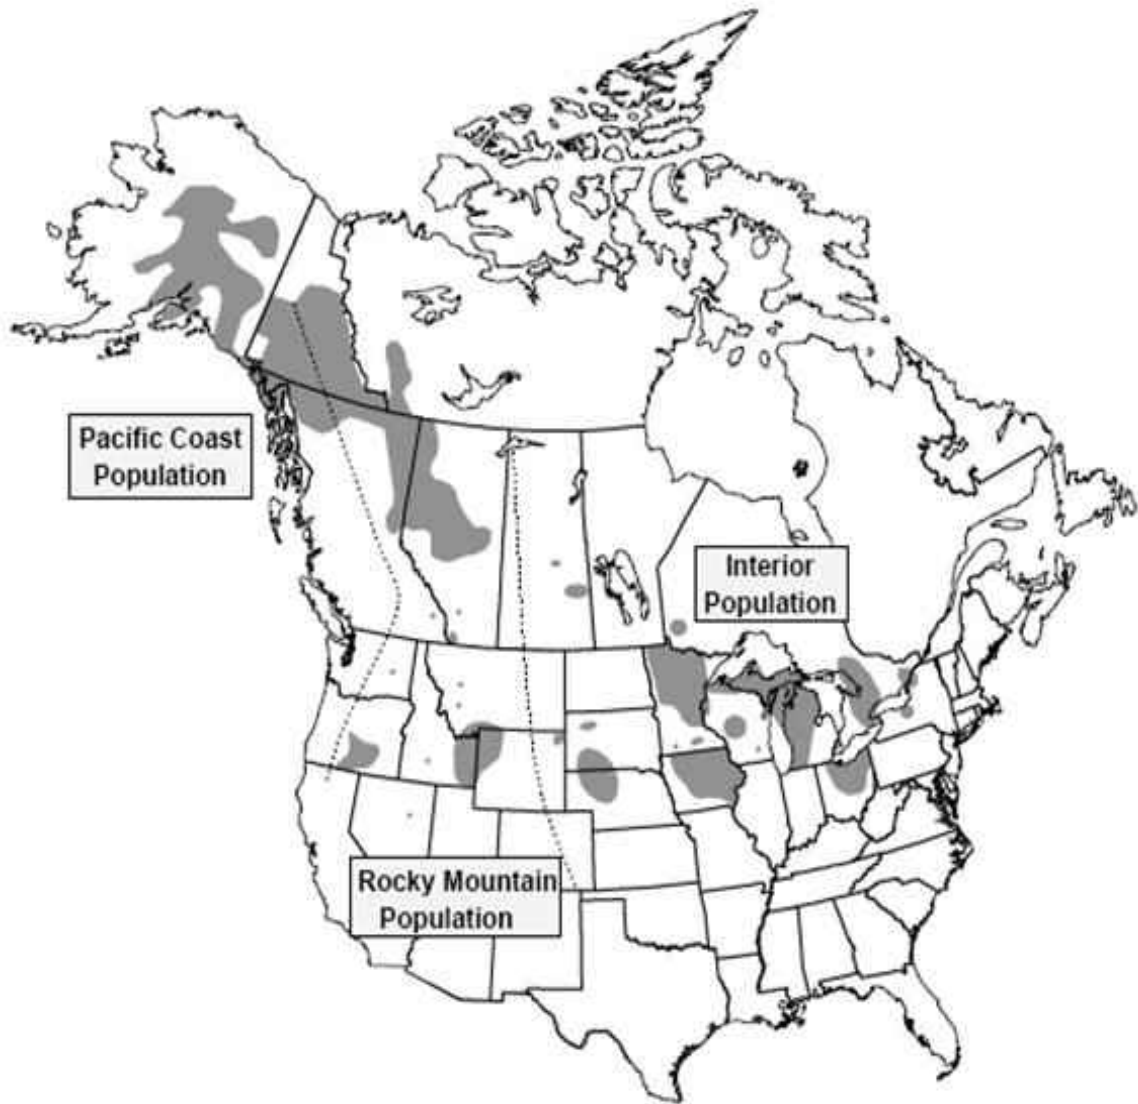 Pacific Coast
Population
Interior
Population
Rocky Mountain
Population